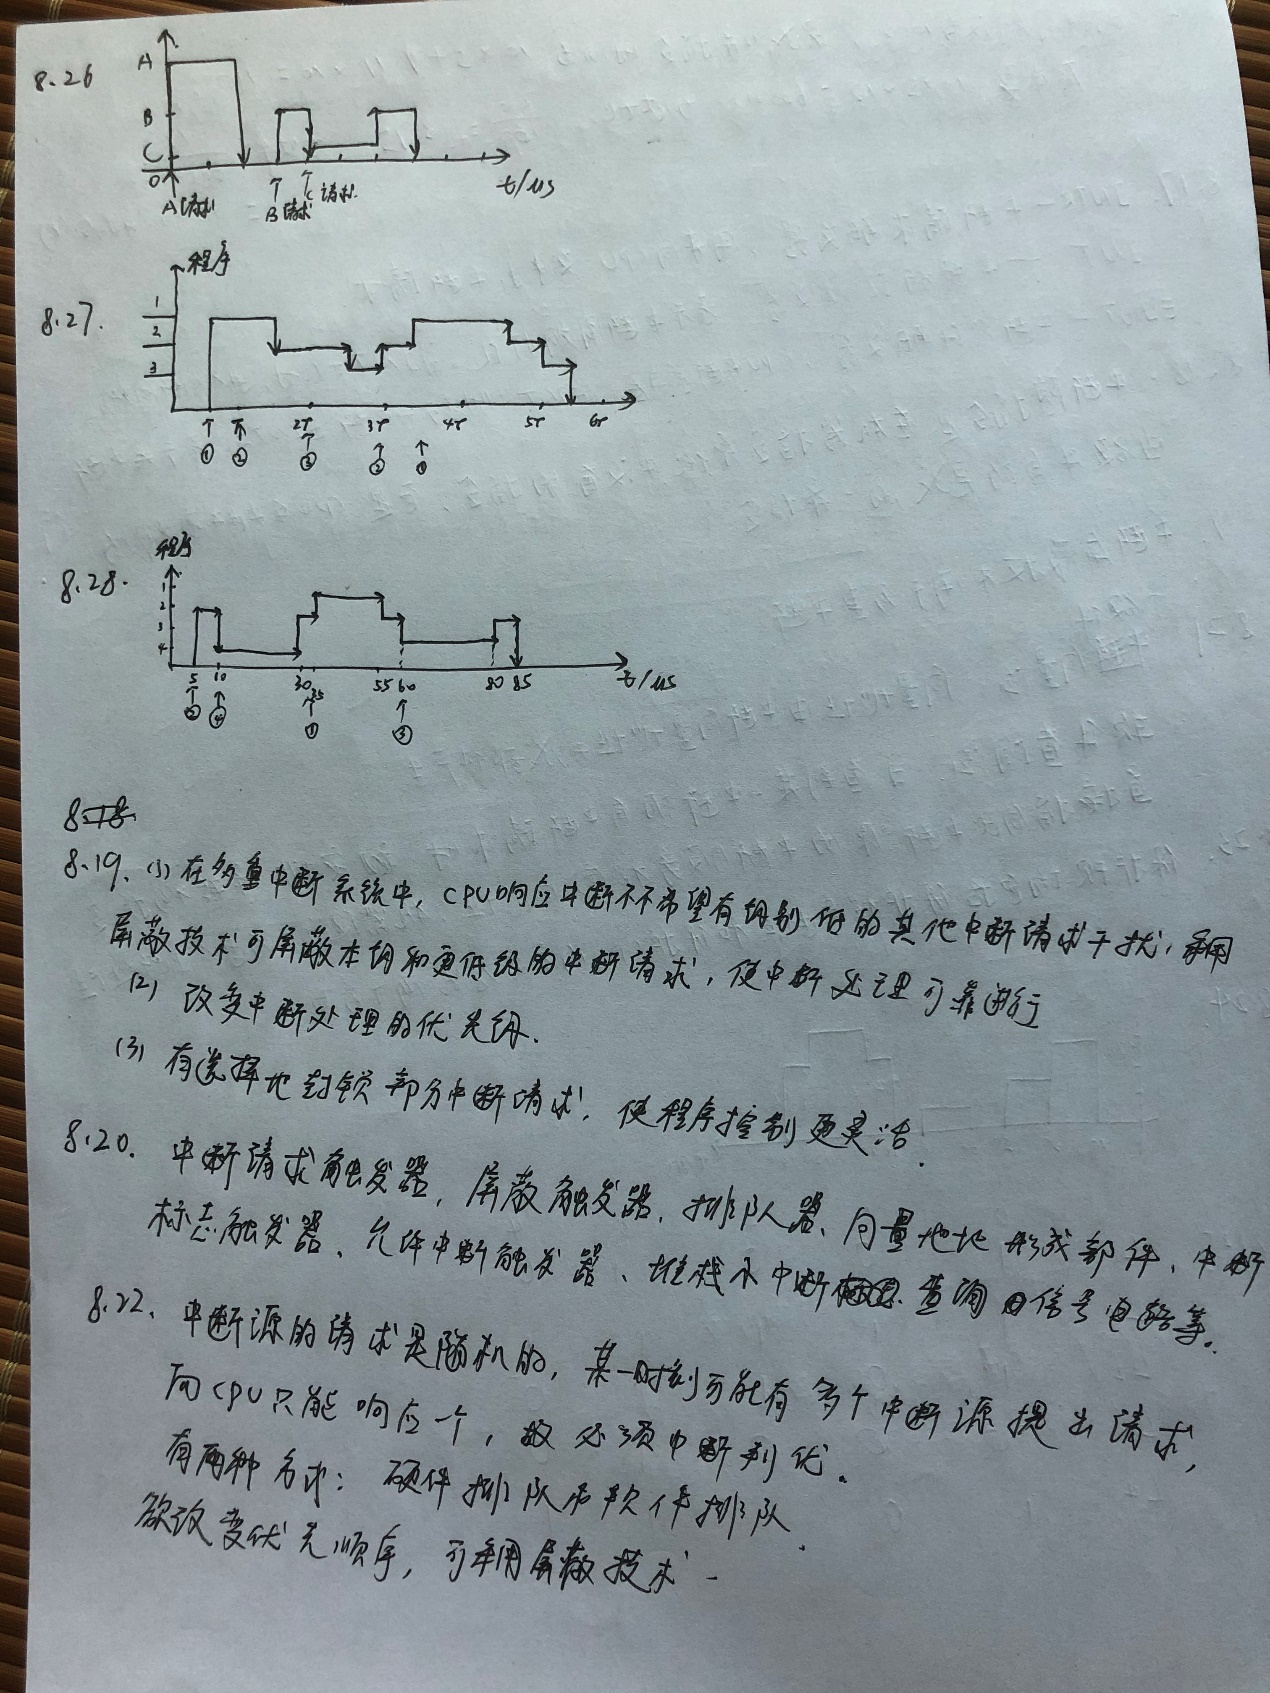 8.26
A
B
C
0
t/μs
A请求
B请求
C请求
程序
8.27.
1
2
3
2τ 3τ 4τ 5τ 6τ
① ② ③ ② ①
程序
8.28.
1
2
3
4
5 10 30 35 55 60 80 85 t/μs
② ④ ① ③
8.19. (1) 在多重中断系统中, CPU响应中断不不希望有级别低的其他中断请求干扰, 采用
屏蔽技术可屏蔽本级和更低级的中断请求, 使中断处理可靠进行
(2) 改变中断处理的优先级.
(3) 有选择地封锁部分中断请求, 使程序控制更灵活.
8.20. 中断请求触发器, 屏蔽触发器, 排队器、向量地址形成部件、中断
标志触发器、允许中断触发器、堆栈 中断 查询 信号电路等.
8.22. 中断源的请求是随机的, 某一时刻可能有多个中断源提出请求,
而CPU只能响应一个, 故必须中断判优.
有两种方式: 硬件排队和软件排队.
欲改变优先顺序, 可采用屏蔽技术.